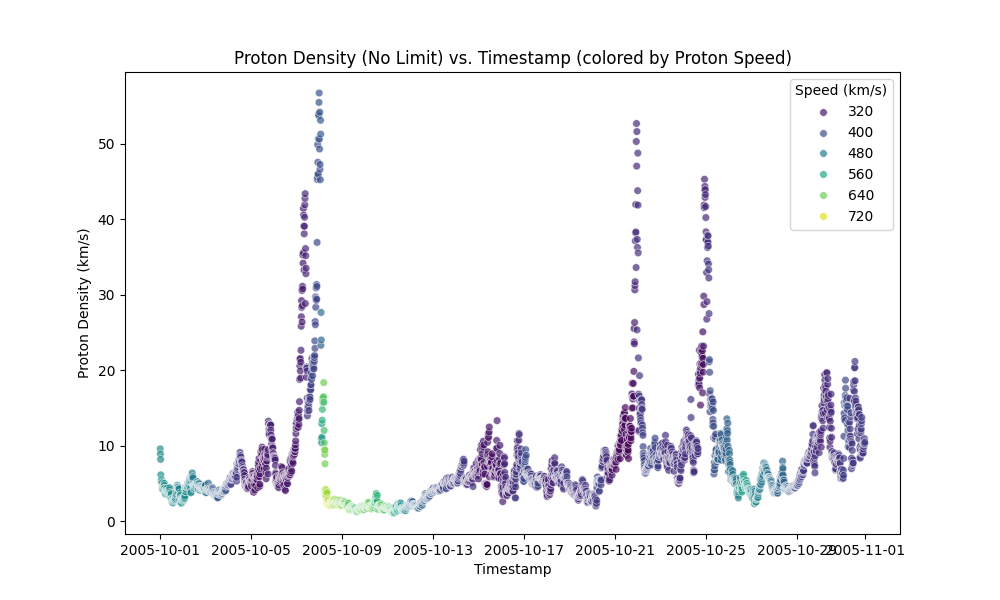 Proton Density (No Limit) vs. Timestamp (colored by Proton Speed)
Speed (km/s)
320
400
480
560
640
720
Proton Density (km/s)
50
40
30
20
10
0
2005-10-01 2005-10-05 2005-10-09 2005-10-13 2005-10-17 2005-10-21 2005-10-25 2005-10-29 2005-11-01
Timestamp